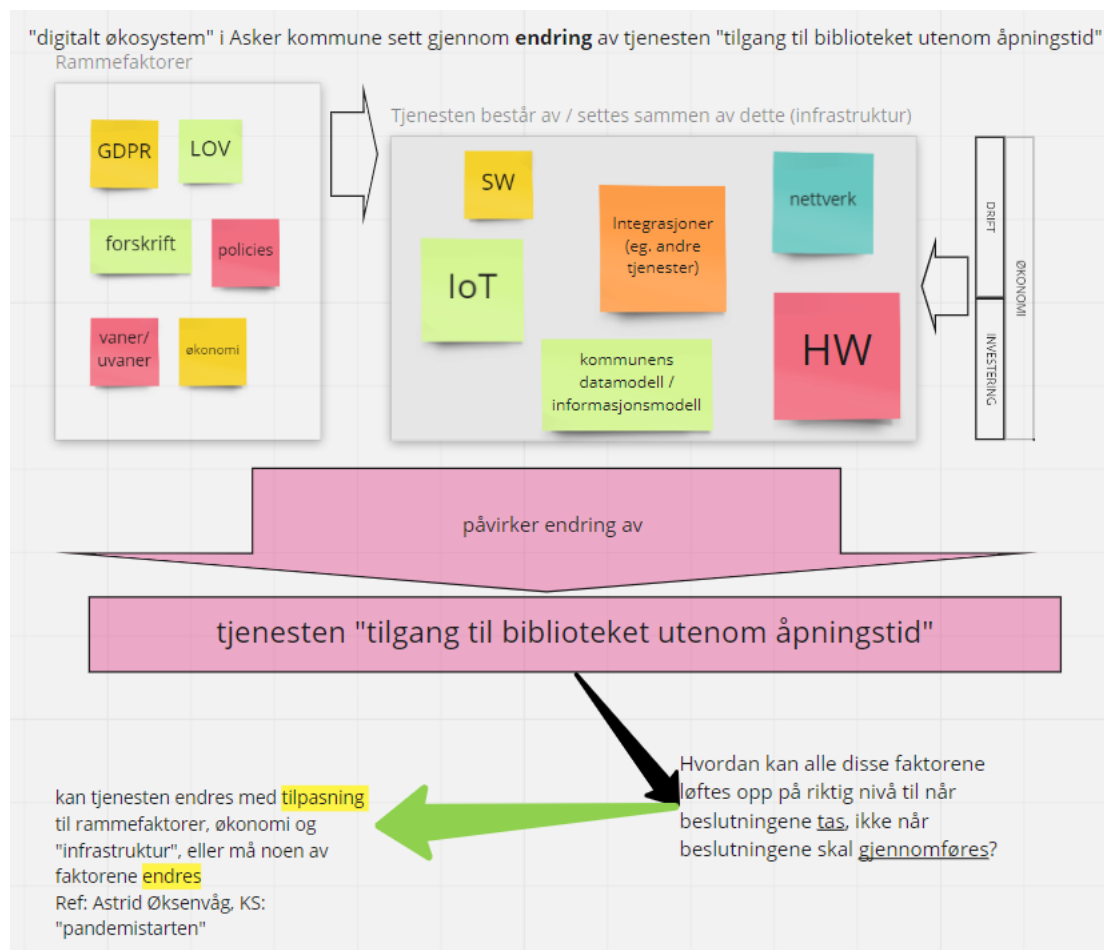 "digitalt økosystem" i Asker kommune sett gjennom endring av tjenesten "tilgang til biblioteket utenom åpningstid"
Rammefaktorer
GDPR
LOV
forskrift
policies
vaner/
uvaner
økonomi
Tjenesten består av / settes sammen av dette (infrastruktur)
SW
IoT
Integrasjoner
(eg. andre
tjenester)
nettverk
kommunens
datamodell /
informasjonsmodell
HW
DRIFT
INVESTERING
ØKONOMI
påvirker endring av
tjenesten "tilgang til biblioteket utenom åpningstid"
Hvordan kan alle disse faktorene
løftes opp på riktig nivå til når
beslutningene tas, ikke når
beslutningene skal gjennomføres?
kan tjenesten endres med tilpasning
til rammefaktorer, økonomi og
"infrastruktur", eller må noen av
faktorene endres
Ref: Astrid Øksenvåg, KS:
"pandemistarten"